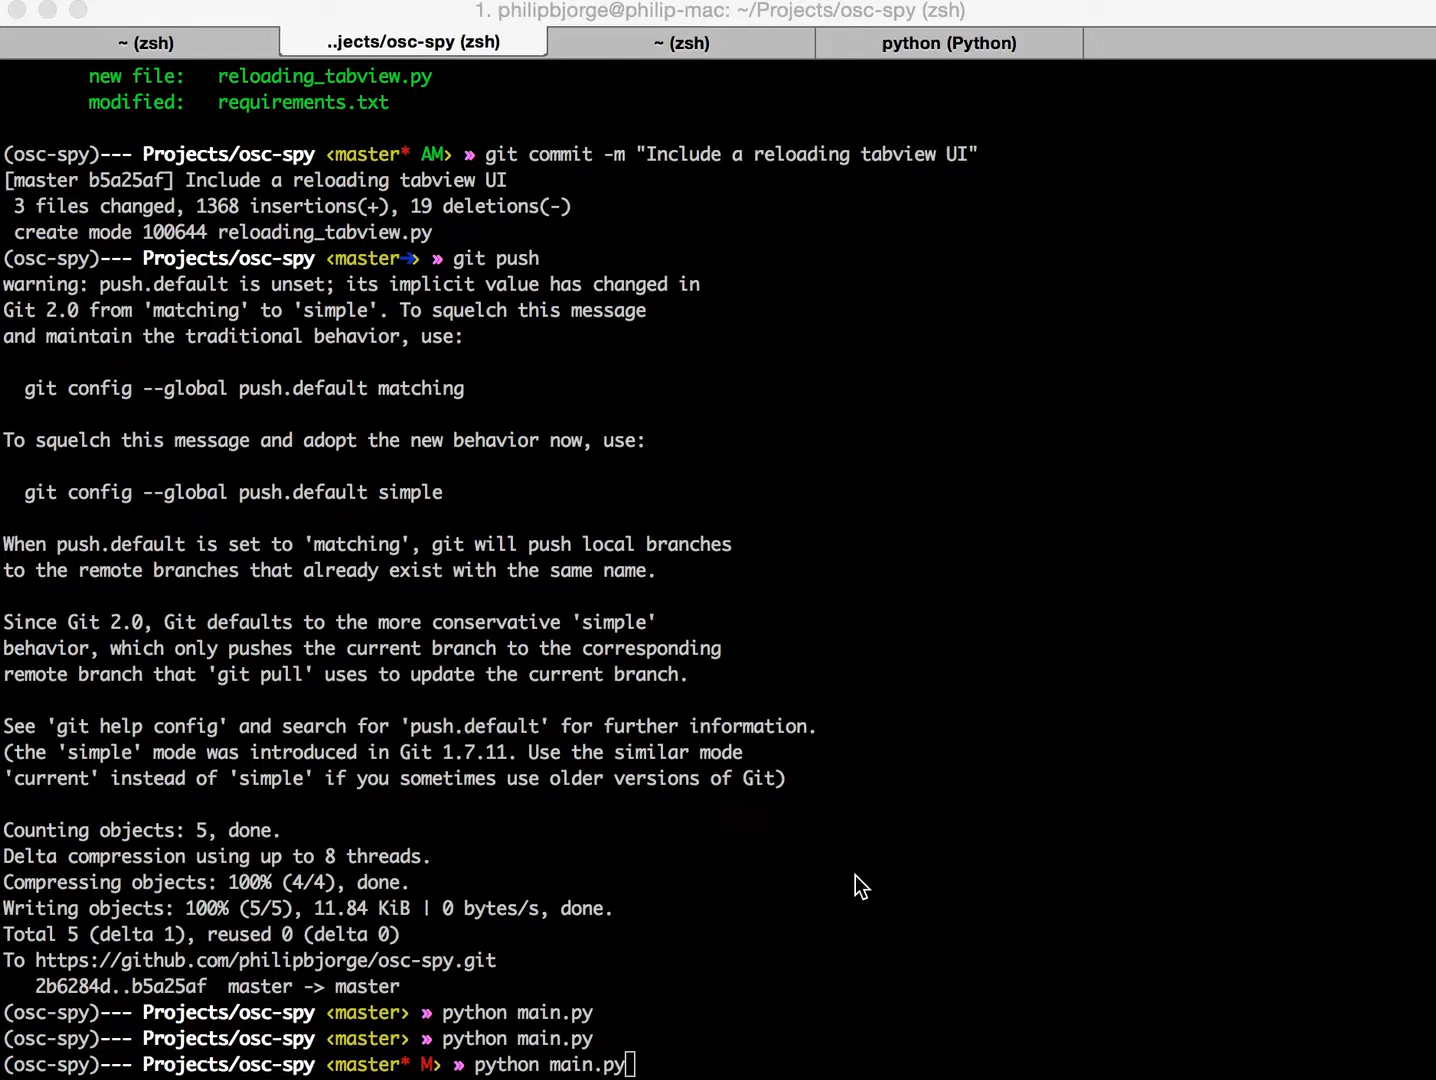 1. philipbjorge@philip-mac: ~/Projects/osc-spy (zsh)
~ (zsh) ..jects/osc-spy (zsh) ~ (zsh) python (Python)
new file: reloading_tabview.py
modified: requirements.txt
(osc-spy)--- Projects/osc-spy ‹master* AM› » git commit -m "Include a reloading tabview UI"
[master b5a25af] Include a reloading tabview UI
3 files changed, 1368 insertions(+), 19 deletions(-)
create mode 100644 reloading_tabview.py
(osc-spy)--- Projects/osc-spy ‹master→› » git push
warning: push.default is unset; its implicit value has changed in
Git 2.0 from 'matching' to 'simple'. To squelch this message
and maintain the traditional behavior, use:
git config --global push.default matching
To squelch this message and adopt the new behavior now, use:
git config --global push.default simple
When push.default is set to 'matching', git will push local branches
to the remote branches that already exist with the same name.
Since Git 2.0, Git defaults to the more conservative 'simple'
behavior, which only pushes the current branch to the corresponding
remote branch that 'git pull' uses to update the current branch.
See 'git help config' and search for 'push.default' for further information.
(the 'simple' mode was introduced in Git 1.7.11. Use the similar mode
'current' instead of 'simple' if you sometimes use older versions of Git)
Counting objects: 5, done.
Delta compression using up to 8 threads.
Compressing objects: 100% (4/4), done.
Writing objects: 100% (5/5), 11.84 KiB | 0 bytes/s, done.
Total 5 (delta 1), reused 0 (delta 0)
To https://github.com/philipbjorge/osc-spy.git
2b6284d..b5a25af master -> master
(osc-spy)--- Projects/osc-spy ‹master› » python main.py
(osc-spy)--- Projects/osc-spy ‹master› » python main.py
(osc-spy)--- Projects/osc-spy ‹master* M› » python main.py